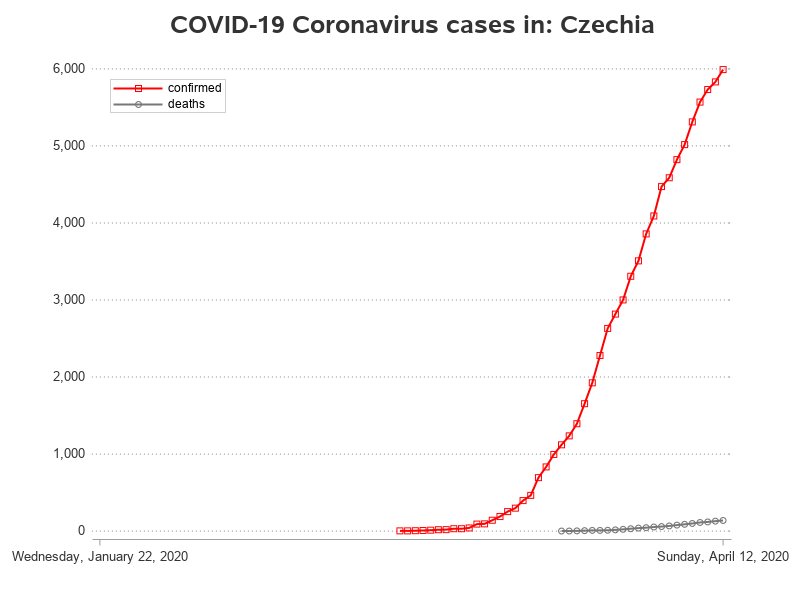 COVID-19 Coronavirus cases in: Czechia
6,000
confirmed
deaths
5,000
4,000
3,000
2,000
1,000
0
Wednesday, January 22, 2020
Sunday, April 12, 2020